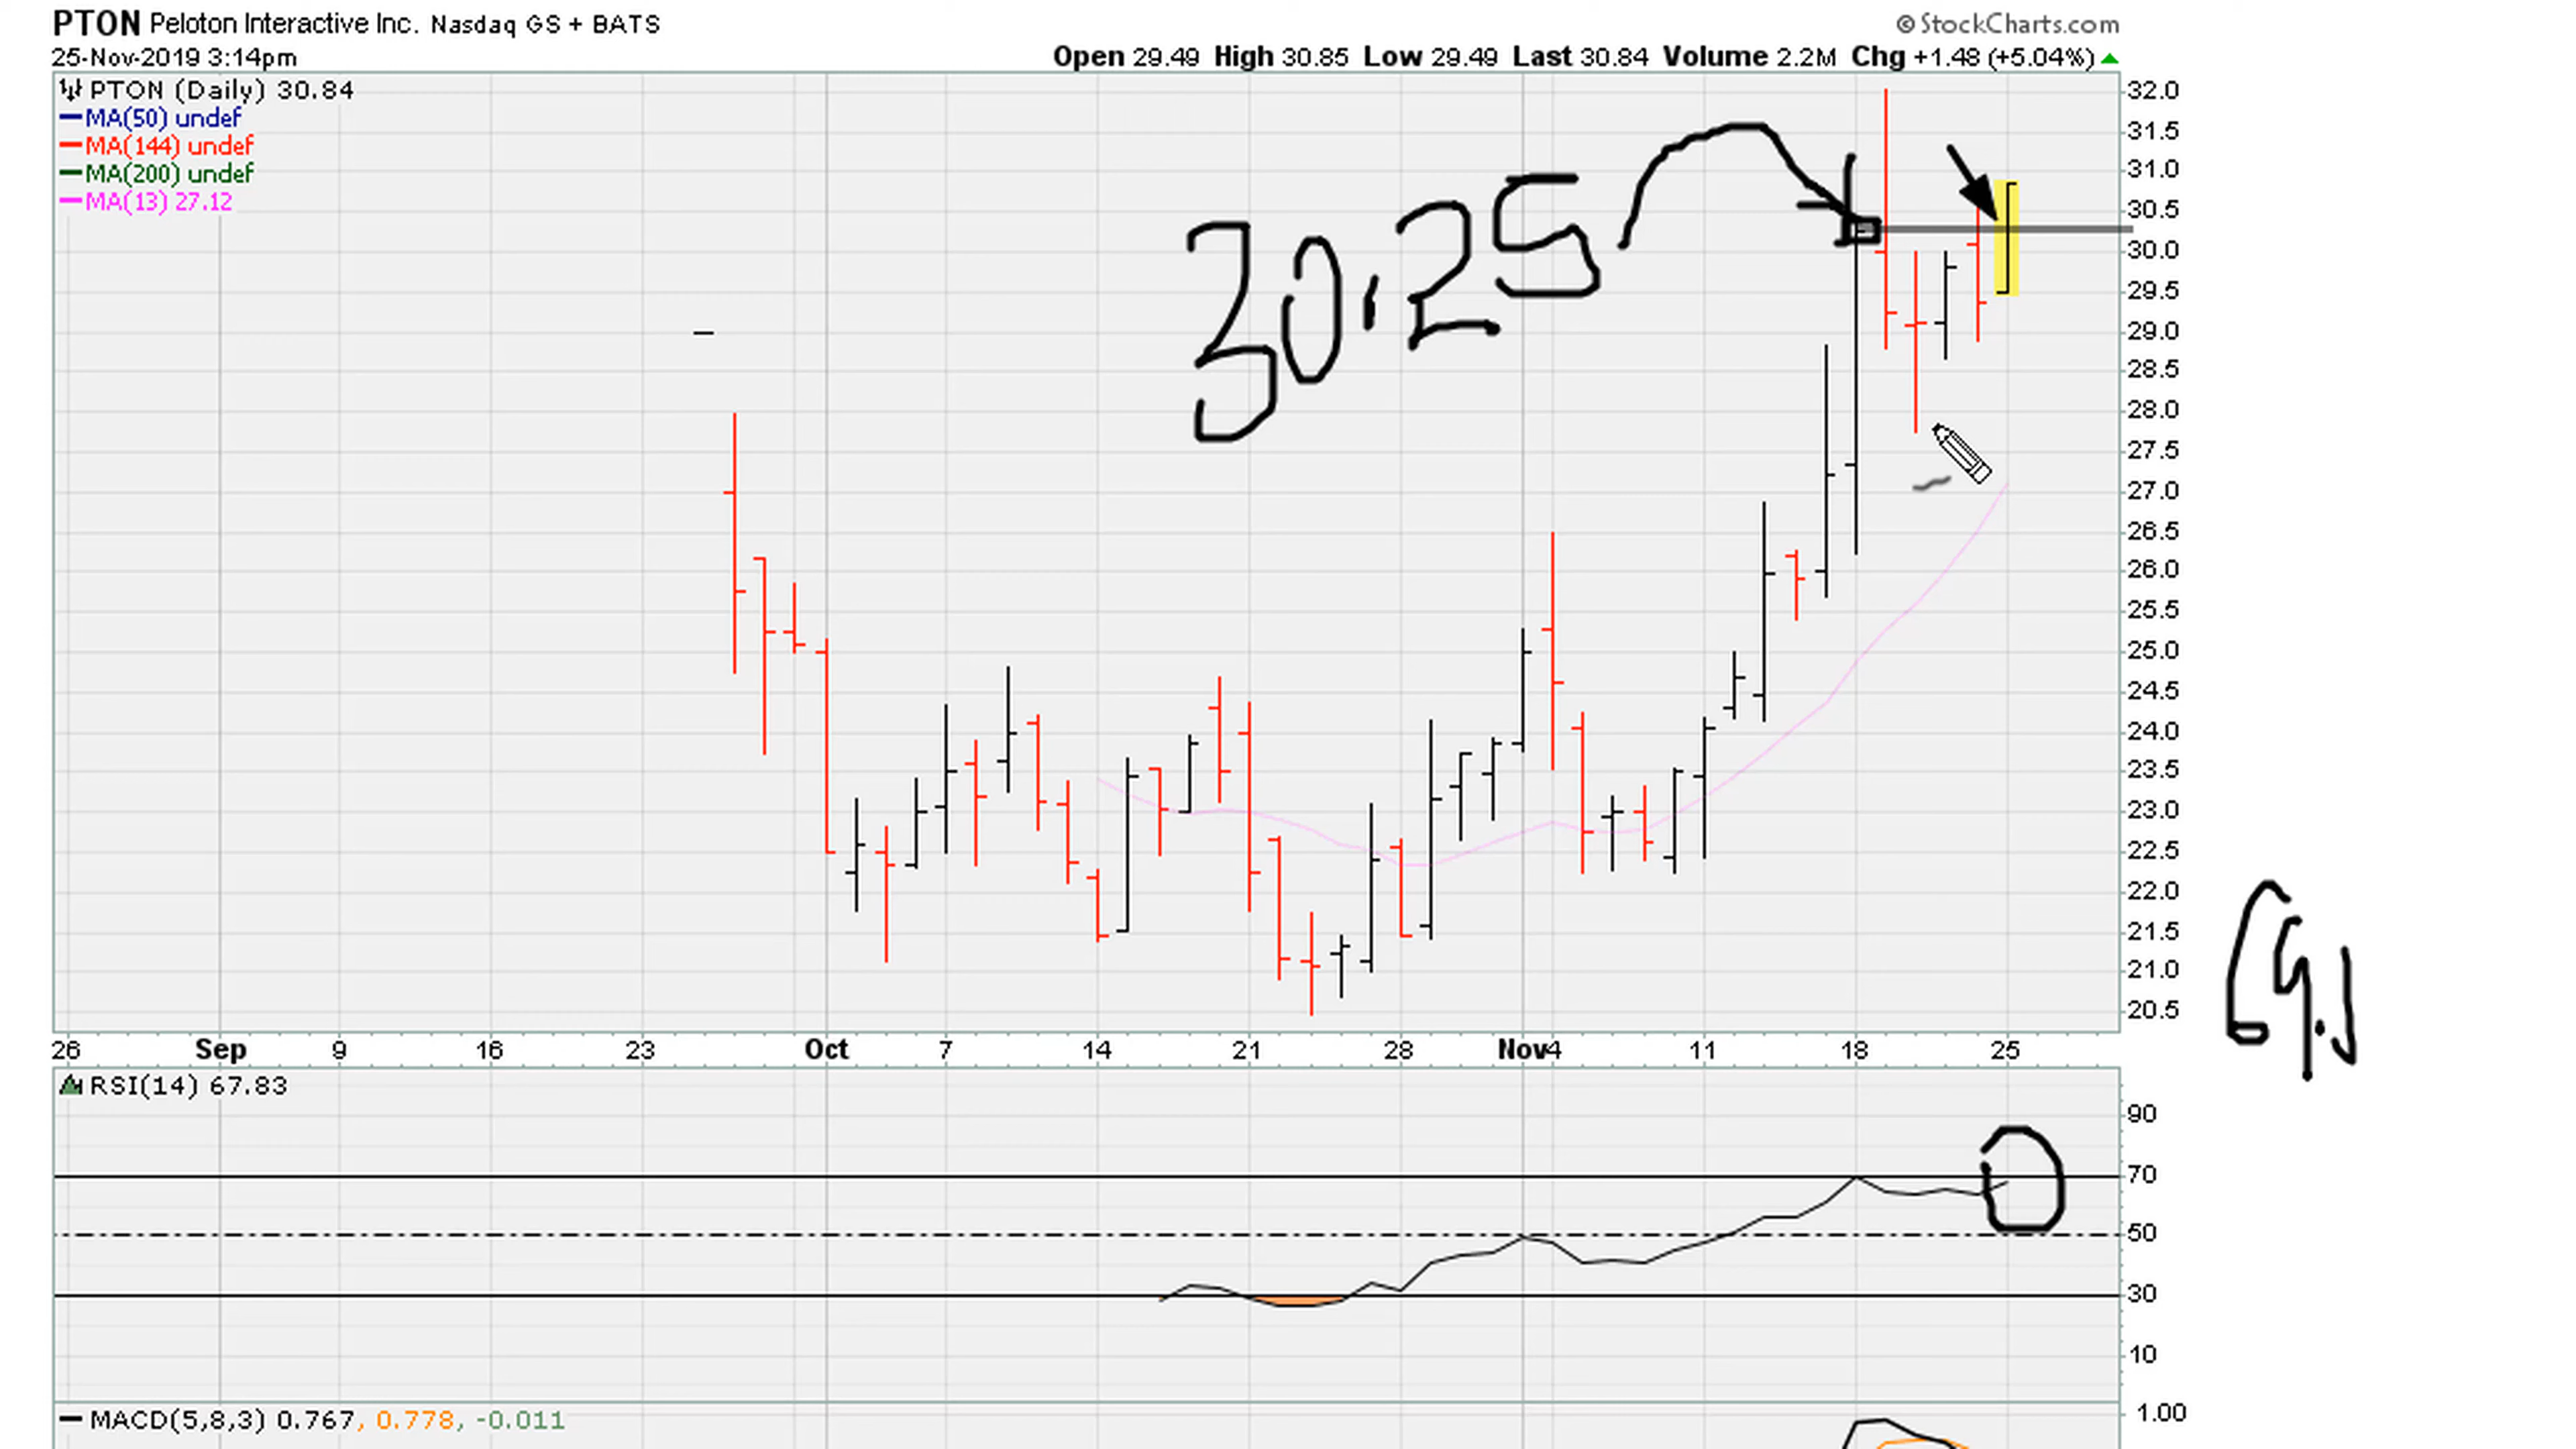 PTON Peloton Interactive Inc. Nasdaq GS + BATS
© StockCharts.com
25-Nov-2019 3:14pm
Open 29.49 High 30.85 Low 29.49 Last 30.84 Volume 2.2M Chg +1.48 (+5.04%)
PTON (Daily) 30.84
MA(50) undef
MA(144) undef
MA(200) undef
MA(13) 27.12
30.25
32.0
31.5
31.0
30.5
30.0
29.5
29.0
28.5
28.0
27.5
27.0
26.5
26.0
25.5
25.0
24.5
24.0
23.5
23.0
22.5
22.0
21.5
21.0
20.5
26 Sep 9 16 23 Oct 7 14 21 28 Nov 4 11 18 25
RSI(14) 67.83
90
70
50
30
10
MACD(5,8,3) 0.767, 0.778, -0.011
1.00